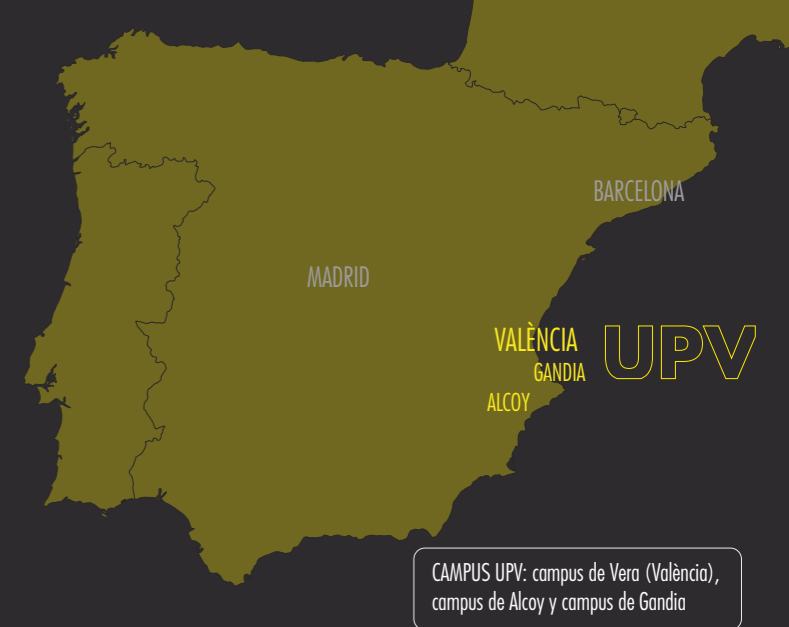 BARCELONA
MADRID
VALÈNCIA
UPV
GANDIA
ALCOY
CAMPUS UPV: campus de Vera (València),
campus de Alcoy y campus de Gandia